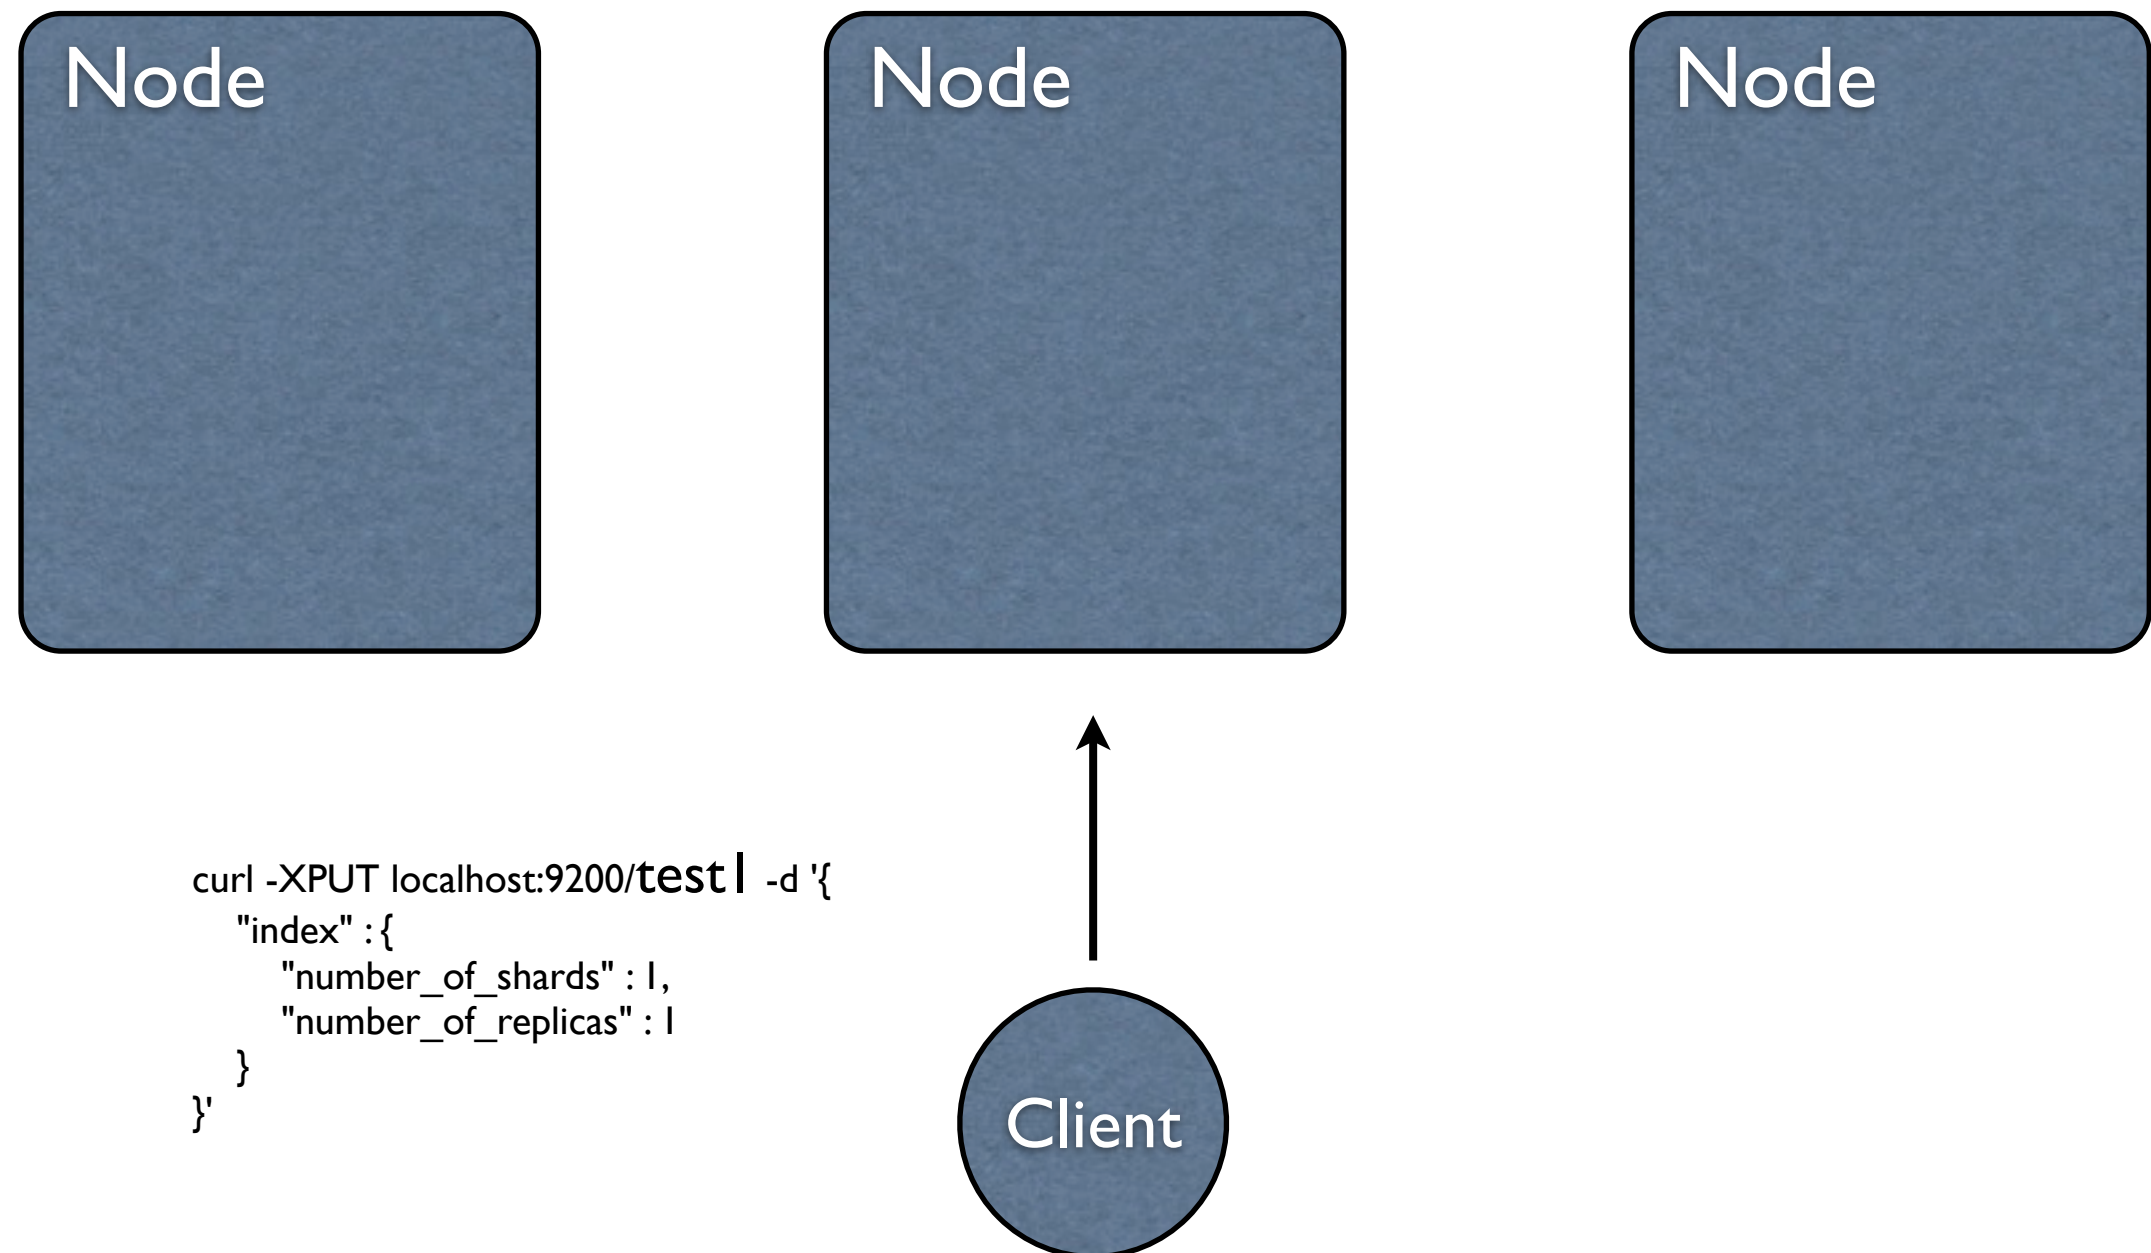 Node
Node
Node
curl -XPUT localhost:9200/test1 -d '{
"index" : {
"number_of_shards" : 1,
"number_of_replicas" : 1
}
}'
Client